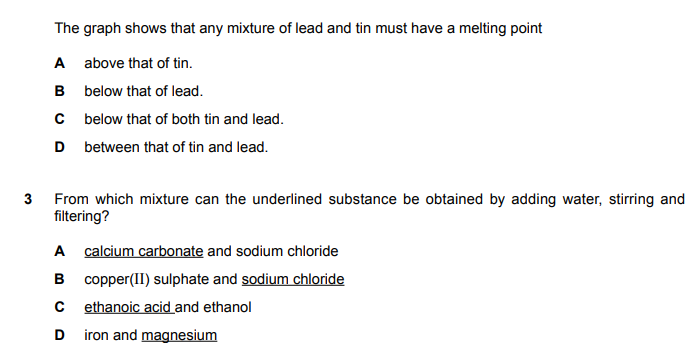 The graph shows that any mixture of lead and tin must have a melting point
A above that of tin.
B below that of lead.
C below that of both tin and lead.
D between that of tin and lead.
3 From which mixture can the underlined substance be obtained by adding water, stirring and
filtering?
A calcium carbonate and sodium chloride
B copper(II) sulphate and sodium chloride
C ethanoic acid and ethanol
D iron and magnesium